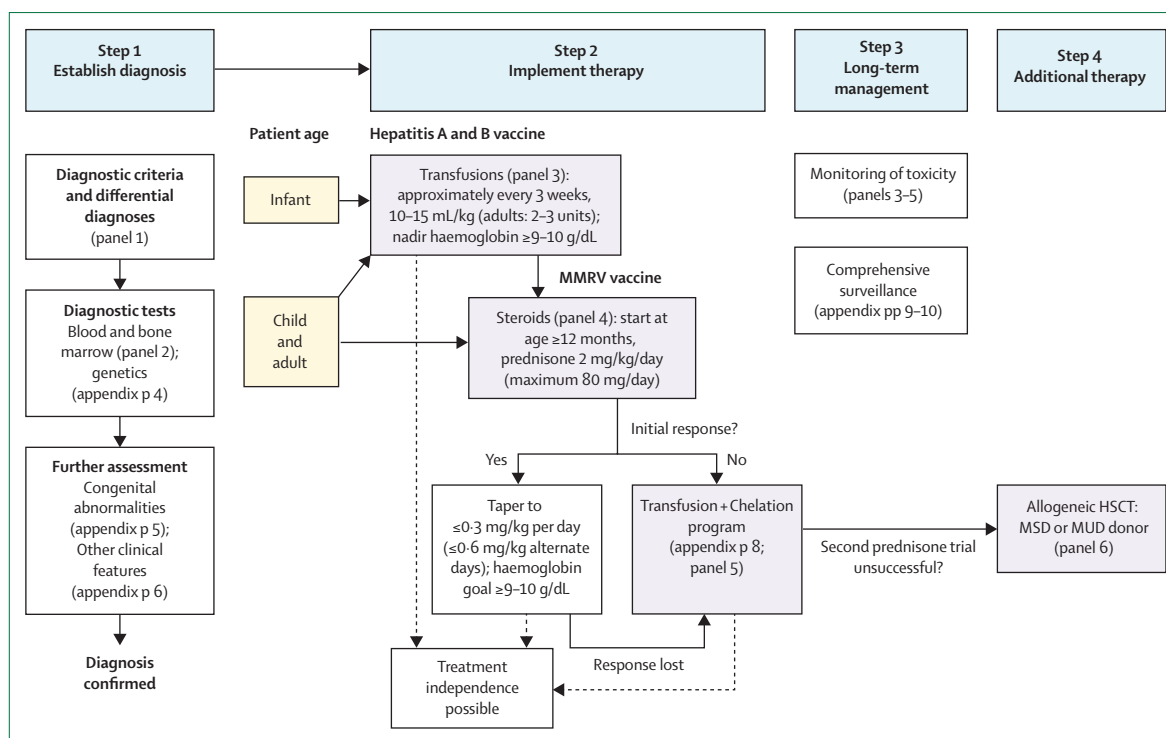 Step 1
Establish diagnosis
Step 2
Implement therapy
Step 3
Long-term
management
Step 4
Additional therapy
Patient age
Hepatitis A and B vaccine
Diagnostic criteria
and differential
diagnoses
(panel 1)
Diagnostic tests
Blood and bone
marrow (panel 2);
genetics
(appendix p 4)
Further assessment
Congenital
abnormalities
(appendix p 5);
Other clinical
features
(appendix p 6)
Diagnosis
confirmed
Infant
Child
and
adult
Transfusions (panel 3):
approximately every 3 weeks,
10–15 mL/kg (adults: 2–3 units);
nadir haemoglobin ≥9–10 g/dL
MMRV vaccine
Steroids (panel 4): start at
age ≥12 months,
prednisone 2 mg/kg/day
(maximum 80 mg/day)
Initial response?
Yes
No
Taper to
≤0·3 mg/kg per day
(≤0·6 mg/kg alternate
days); haemoglobin
goal ≥9–10 g/dL
Transfusion + Chelation
program
(appendix p 8;
panel 5)
Response lost
Treatment
independence
possible
Monitoring of toxicity
(panels 3–5)
Comprehensive
surveillance
(appendix pp 9–10)
Second prednisone trial
unsuccessful?
Allogeneic HSCT:
MSD or MUD donor
(panel 6)